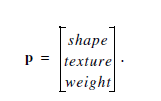 shape
p = texture .
weight